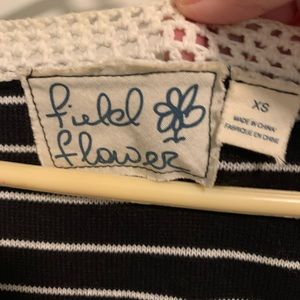 field
flower
XS
MADE IN CHINA
FABRIQUÉ EN CHINE